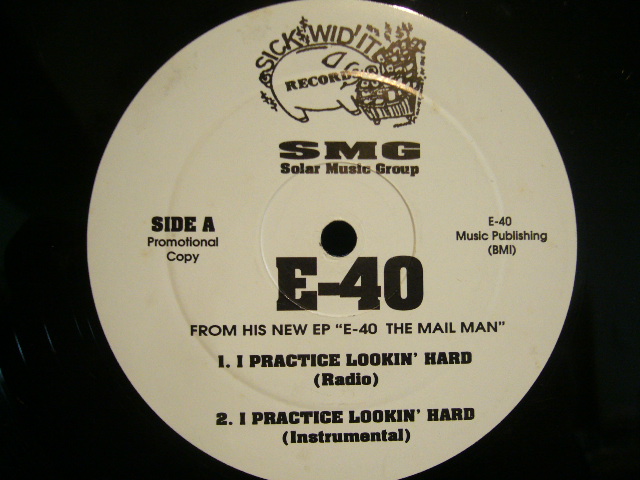 SICK WID' IT
RECORDS
SMG
Solar Music Group
SIDE A
Promotional
Copy
E-40
Music Publishing
(BMI)
E-40
FROM HIS NEW EP "E-40 THE MAIL MAN"
1. I PRACTICE LOOKIN' HARD
(Radio)
2. I PRACTICE LOOKIN' HARD
(Instrumental)